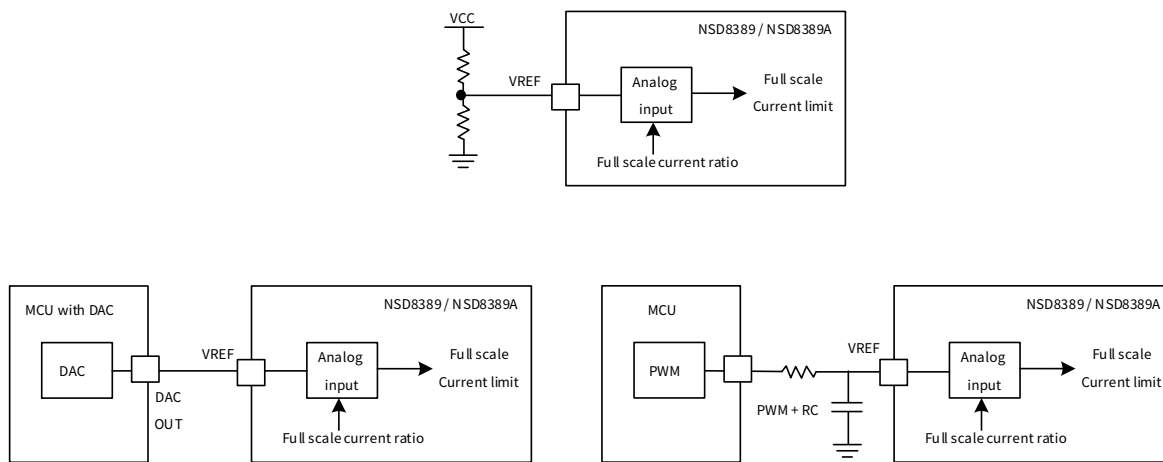 VCC
NSD8389 / NSD8389A
VREF
Analog
input
Full scale
Current limit
Full scale current ratio
MCU with DAC
DAC
DAC
OUT
VREF
NSD8389 / NSD8389A
Analog
input
Full scale
Current limit
Full scale current ratio
MCU
PWM
PWM + RC
VREF
NSD8389 / NSD8389A
Analog
input
Full scale
Current limit
Full scale current ratio